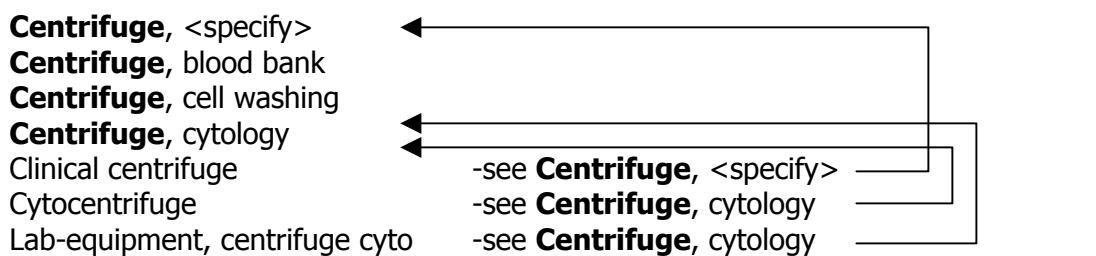 Centrifuge, <specify>
Centrifuge, blood bank
Centrifuge, cell washing
Centrifuge, cytology
Clinical centrifuge -see Centrifuge, <specify>
Cytocentrifuge -see Centrifuge, cytology
Lab-equipment, centrifuge cyto -see Centrifuge, cytology